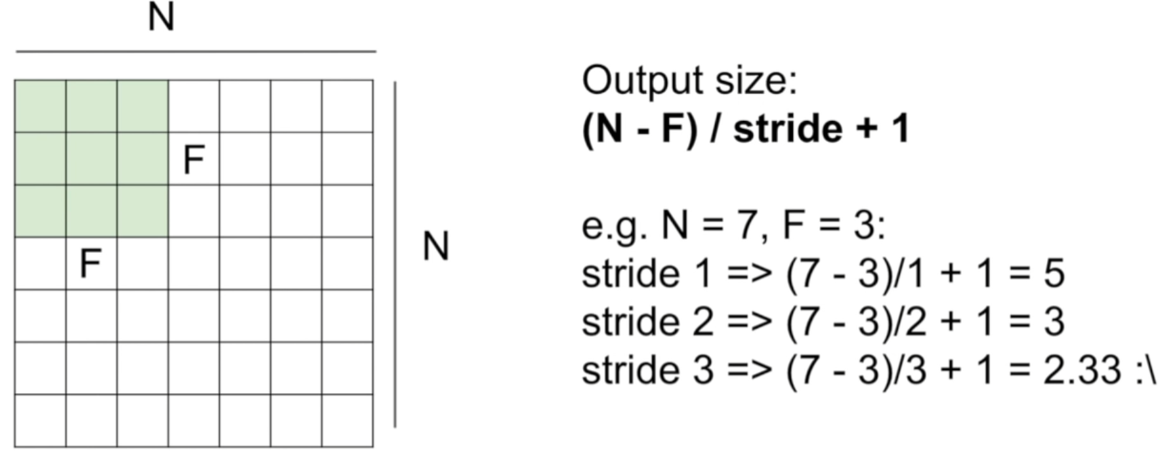 N
F
F
N
Output size:
(N - F) / stride + 1
e.g. N = 7, F = 3:
stride 1 => (7 - 3)/1 + 1 = 5
stride 2 => (7 - 3)/2 + 1 = 3
stride 3 => (7 - 3)/3 + 1 = 2.33 :\